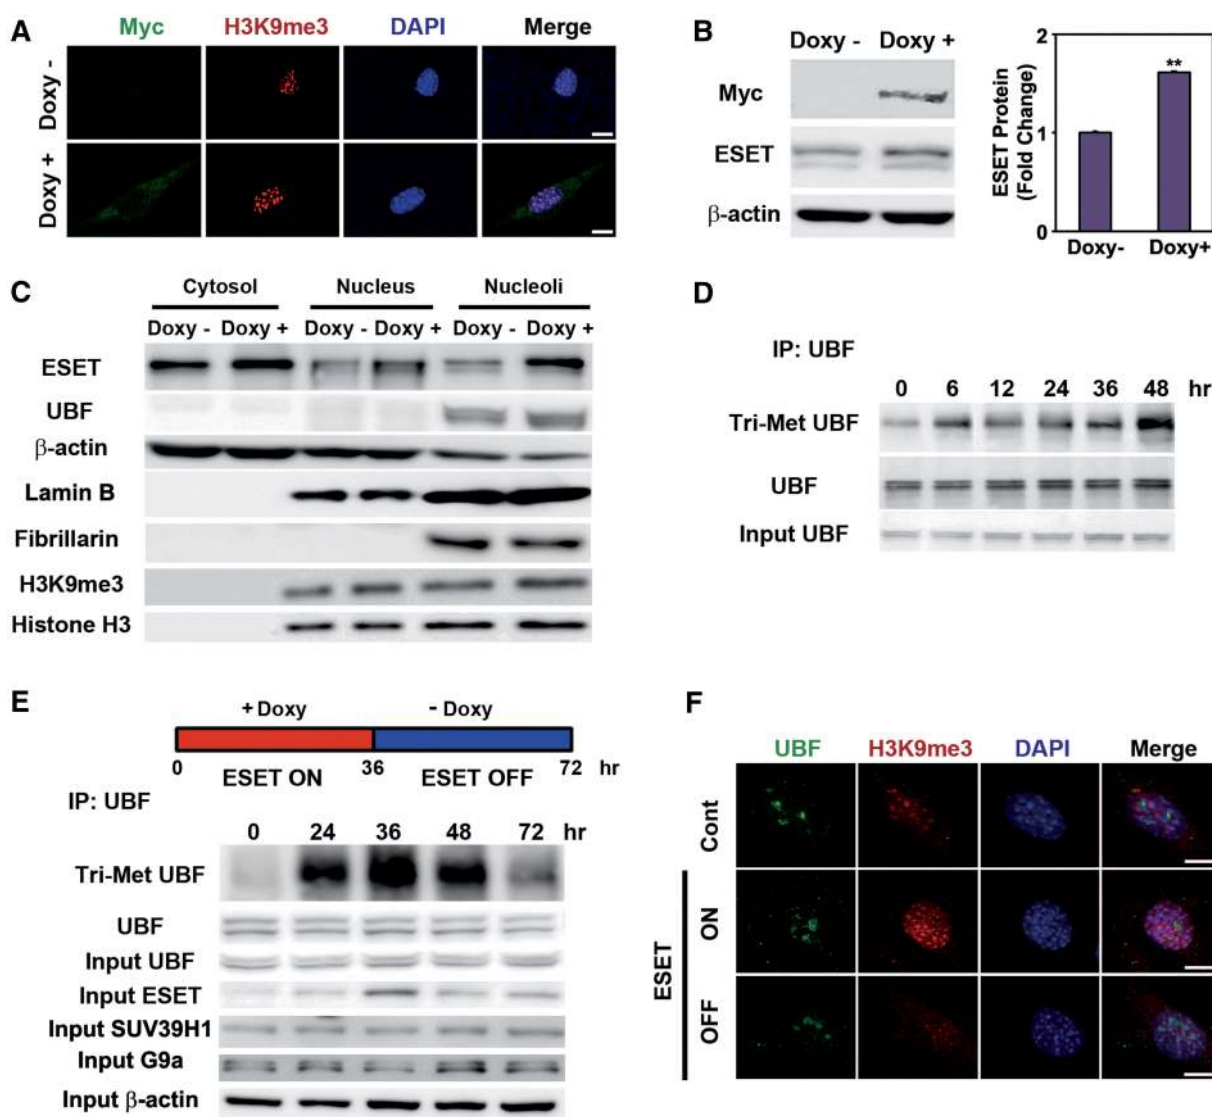 A
Myc H3K9me3 DAPI Merge
Doxy -
Doxy +
B
Doxy - Doxy +
Myc
ESET
β-actin
ESET Protein
(Fold Change)
2
1
0
**
Doxy- Doxy+
C
Cytosol Nucleus Nucleoli
Doxy - Doxy + Doxy - Doxy + Doxy - Doxy +
ESET
UBF
β-actin
Lamin B
Fibrillarin
H3K9me3
Histone H3
D
IP: UBF
0 6 12 24 36 48 hr
Tri-Met UBF
UBF
Input UBF
E
+ Doxy - Doxy
0 36 72 hr
ESET ON ESET OFF
IP: UBF
0 24 36 48 72 hr
Tri-Met UBF
UBF
Input UBF
Input ESET
Input SUV39H1
Input G9a
Input β-actin
F
UBF H3K9me3 DAPI Merge
Cont
ESET
ON
OFF